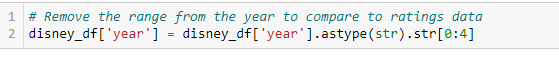 1 # Remove the range from the year to compare to ratings data
2 disney_df['year'] = disney_df['year'].astype(str).str[0:4]